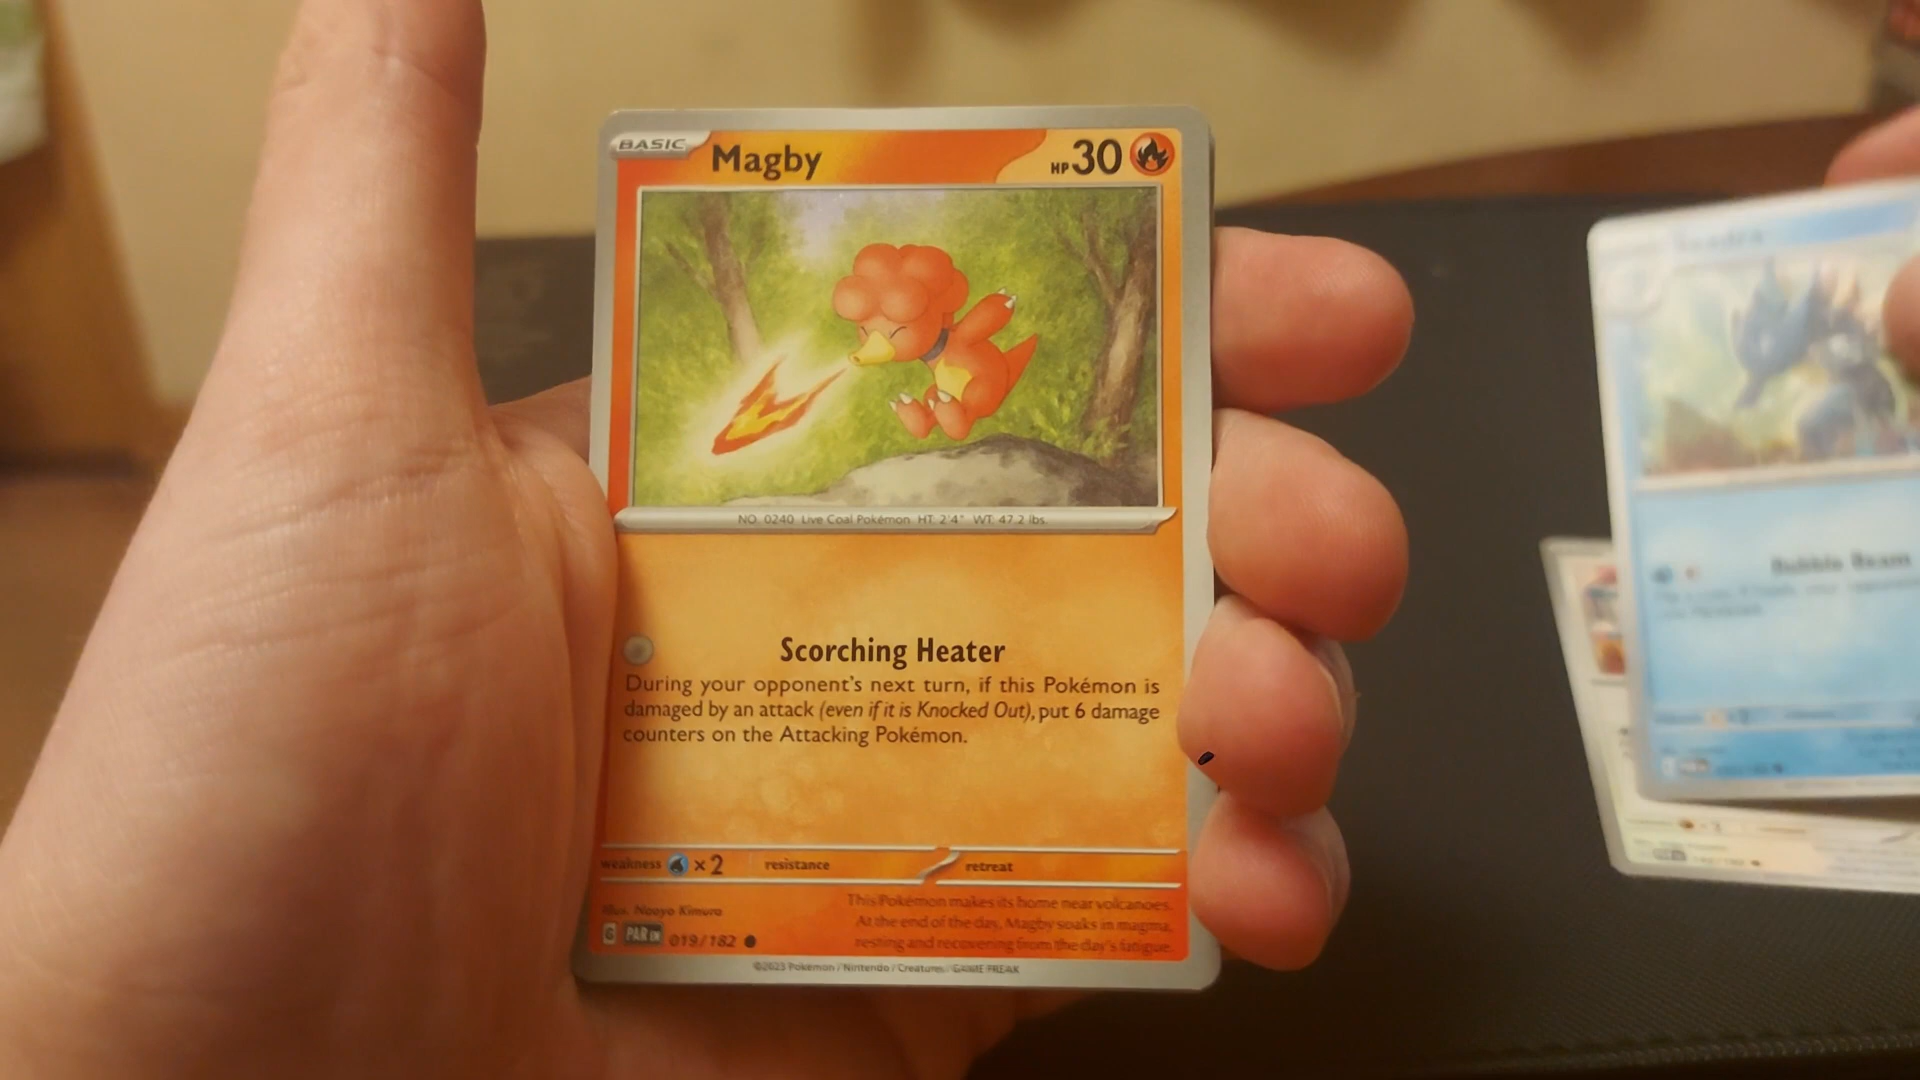 BASIC Magby HP 30
NO. 0240 Live Coal Pokémon HT: 2'4" WT: 47.2 lbs.
Scorching Heater
During your opponent's next turn, if this Pokémon is
damaged by an attack (even if it is Knocked Out), put 6 damage
counters on the Attacking Pokémon.
weakness ×2 resistance retreat
Illus. Naoyo Kimura
This Pokémon makes its home near volcanoes.
At the end of the day, Magby soaks in magma,
resting and recovering from the day's fatigue.
G PAR EN 019/182
©2023 Pokémon / Nintendo / Creatures / GAME FREAK
Bubble Beam